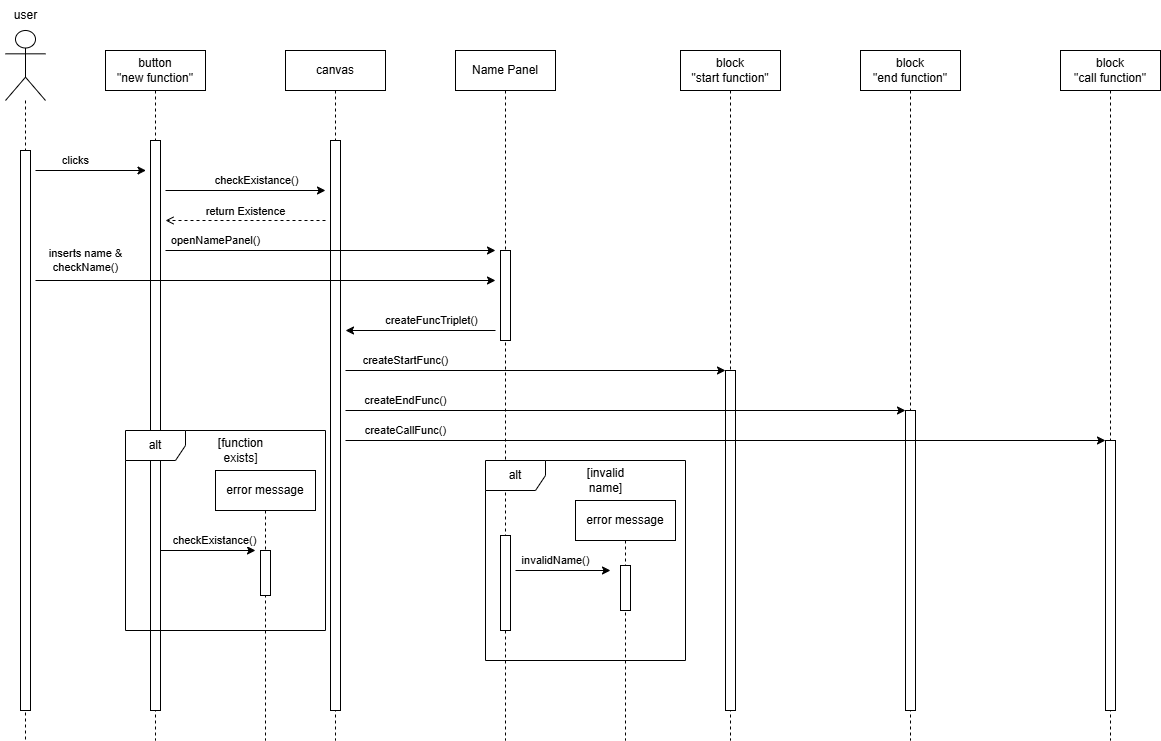 user
button
"new function"
canvas
Name Panel
block
"start function"
block
"end function"
block
"call function"
clicks
checkExistance()
return Existence
openNamePanel()
inserts name &
checkName()
createFuncTriplet()
createStartFunc()
createEndFunc()
createCallFunc()
alt
[function
exists]
error message
checkExistance()
alt
[invalid
name]
error message
invalidName()